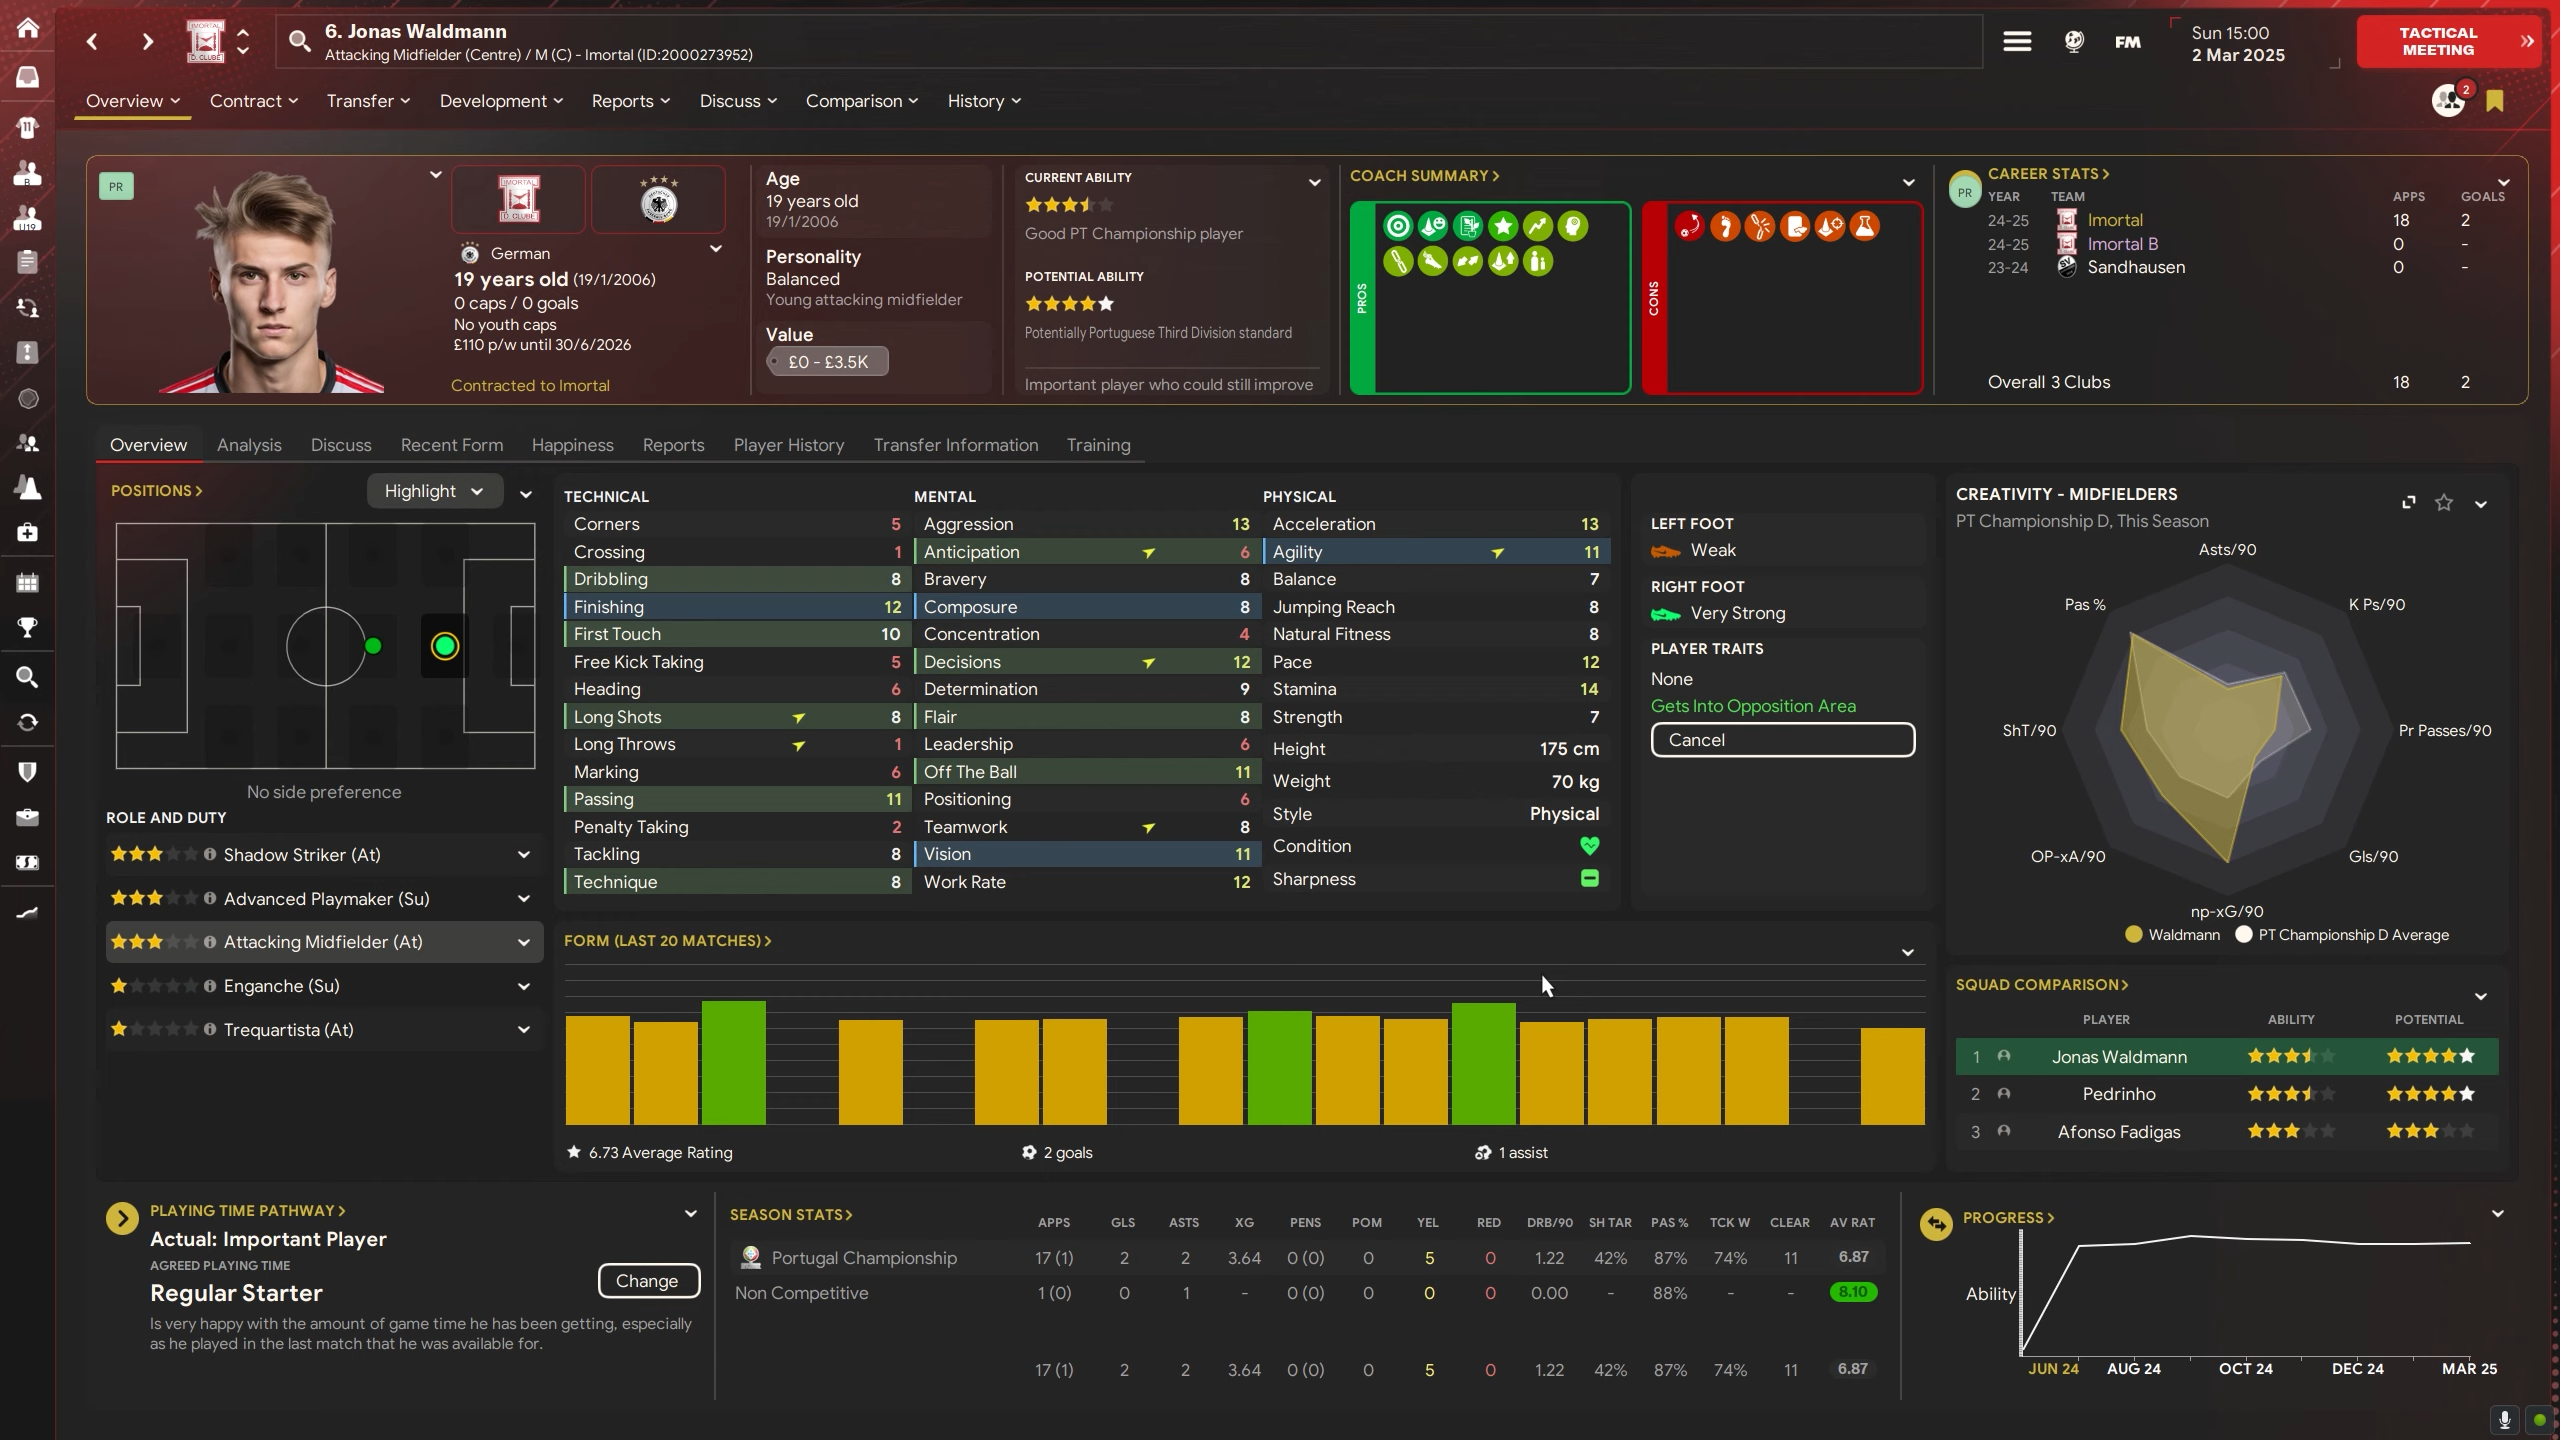 6. Jonas Waldmann
Attacking Midfielder (Centre) / M (C) - Imortal (ID:2000273952)
FM
Sun 15:00
2 Mar 2025
TACTICAL
MEETING
Overview Contract Transfer Development Reports Discuss Comparison History
2
11
B
U19
PR
German
19 years old (19/1/2006)
0 caps / 0 goals
No youth caps
£110 p/w until 30/6/2026
Contracted to Imortal
Age
19 years old
19/1/2006
Personality
Balanced
Young attacking midfielder
Value
£0 - £3.5K
CURRENT ABILITY
Good PT Championship player
POTENTIAL ABILITY
Potentially Portuguese Third Division standard
Important player who could still improve
COACH SUMMARY
PROS
CONS
PR
CAREER STATS
YEAR TEAM APPS GOALS
24-25 Imortal 18 2
24-25 Imortal B 0 -
23-24 Sandhausen 0 -
Overall 3 Clubs 18 2
Overview Analysis Discuss Recent Form Happiness Reports Player History Transfer Information Training
POSITIONS
Highlight
No side preference
ROLE AND DUTY
Shadow Striker (At)
Advanced Playmaker (Su)
Attacking Midfielder (At)
Enganche (Su)
Trequartista (At)
TECHNICAL
Corners 5
Crossing 1
Dribbling 8
Finishing 12
First Touch 10
Free Kick Taking 5
Heading 6
Long Shots 8
Long Throws 1
Marking 6
Passing 11
Penalty Taking 2
Tackling 8
Technique 8
MENTAL
Aggression 13
Anticipation 6
Bravery 8
Composure 8
Concentration 4
Decisions 12
Determination 9
Flair 8
Leadership 6
Off The Ball 11
Positioning 6
Teamwork 8
Vision 11
Work Rate 12
PHYSICAL
Acceleration 13
Agility 11
Balance 7
Jumping Reach 8
Natural Fitness 8
Pace 12
Stamina 14
Strength 7
Height 175 cm
Weight 70 kg
Style Physical
Condition
Sharpness
LEFT FOOT
Weak
RIGHT FOOT
Very Strong
PLAYER TRAITS
None
Gets Into Opposition Area
Cancel
CREATIVITY - MIDFIELDERS
PT Championship D, This Season
Asts/90
Pas %
K Ps/90
ShT/90
Pr Passes/90
OP-xA/90
Gls/90
np-xG/90
Waldmann PT Championship D Average
FORM (LAST 20 MATCHES)
6.73 Average Rating 2 goals 1 assist
SQUAD COMPARISON
PLAYER ABILITY POTENTIAL
1 Jonas Waldmann
2 Pedrinho
3 Afonso Fadigas
PLAYING TIME PATHWAY
Actual: Important Player
AGREED PLAYING TIME
Regular Starter
Change
Is very happy with the amount of game time he has been getting, especially
as he played in the last match that he was available for.
SEASON STATS APPS GLS ASTS XG PENS POM YEL RED DRB/90 SH TAR PAS % TCK W CLEAR AV RAT
Portugal Championship 17 (1) 2 2 3.64 0 (0) 0 5 0 1.22 42% 87% 74% 11 6.87
Non Competitive 1 (0) 0 1 - 0 (0) 0 0 0 0.00 - 88% - - 8.10
17 (1) 2 2 3.64 0 (0) 0 5 0 1.22 42% 87% 74% 11 6.87
PROGRESS
Ability
JUN 24 AUG 24 OCT 24 DEC 24 MAR 25